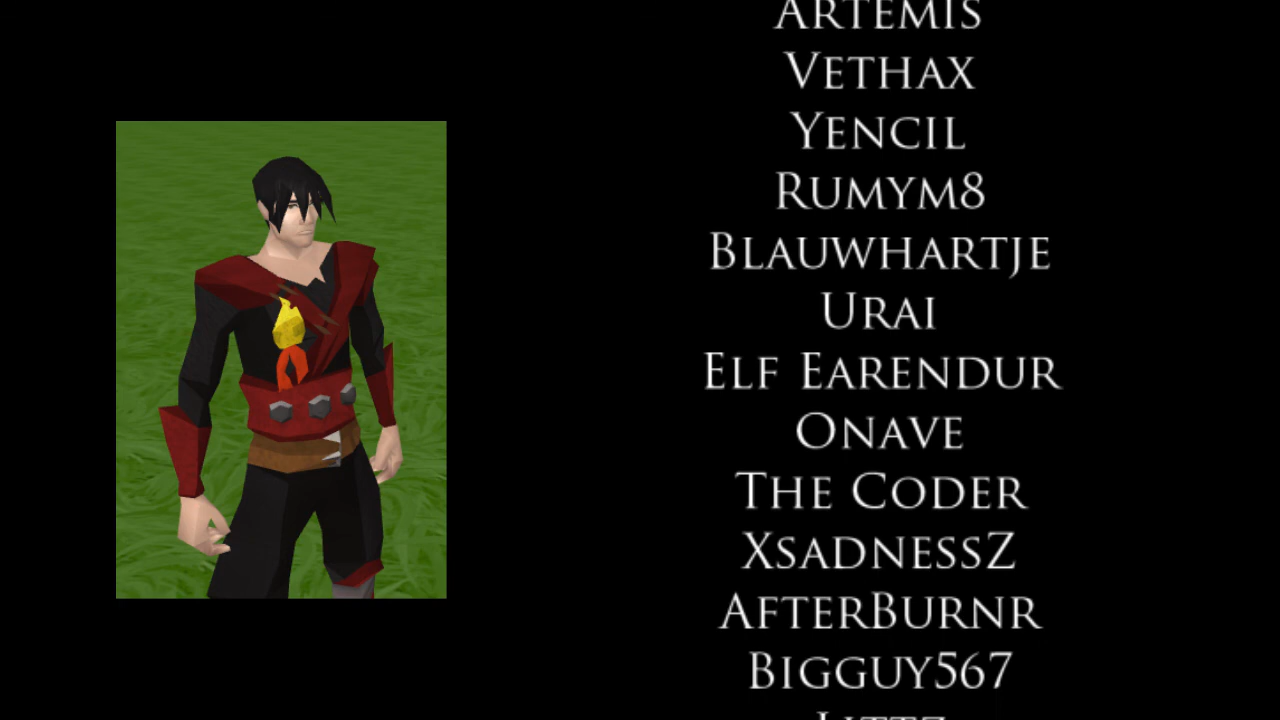 Artemis
Vethax
Yencil
Rumym8
Blauwhartje
Urai
Elf Earendur
Onave
The Coder
XsadnessZ
AfterBurnr
Bigguy567